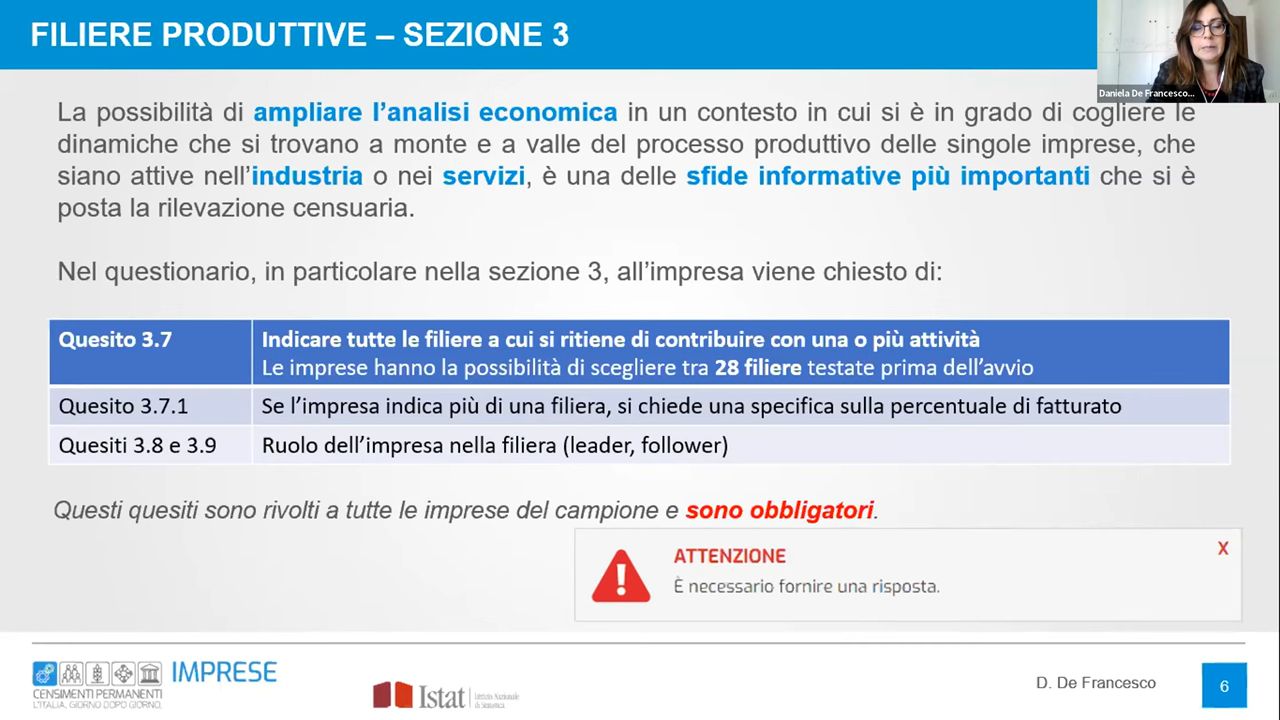 FILIERE PRODUTTIVE – SEZIONE 3
Daniela De Francesco...
La possibilità di ampliare l'analisi economica in un contesto in cui si è in grado di cogliere le
dinamiche che si trovano a monte e a valle del processo produttivo delle singole imprese, che
siano attive nell'industria o nei servizi, è una delle sfide informative più importanti che si è
posta la rilevazione censuaria.
Nel questionario, in particolare nella sezione 3, all'impresa viene chiesto di:
Quesito 3.7
Indicare tutte le filiere a cui si ritiene di contribuire con una o più attività
Le imprese hanno la possibilità di scegliere tra 28 filiere testate prima dell'avvio
Quesito 3.7.1
Se l'impresa indica più di una filiera, si chiede una specifica sulla percentuale di fatturato
Quesiti 3.8 e 3.9
Ruolo dell'impresa nella filiera (leader, follower)
Questi quesiti sono rivolti a tutte le imprese del campione e sono obbligatori.
ATTENZIONE
X
È necessario fornire una risposta.
IMPRESE
CENSIMENTI PERMANENTI
L'ITALIA, GIORNO DOPO GIORNO.
Istat
Istituto Nazionale
di Statistica
D. De Francesco
6